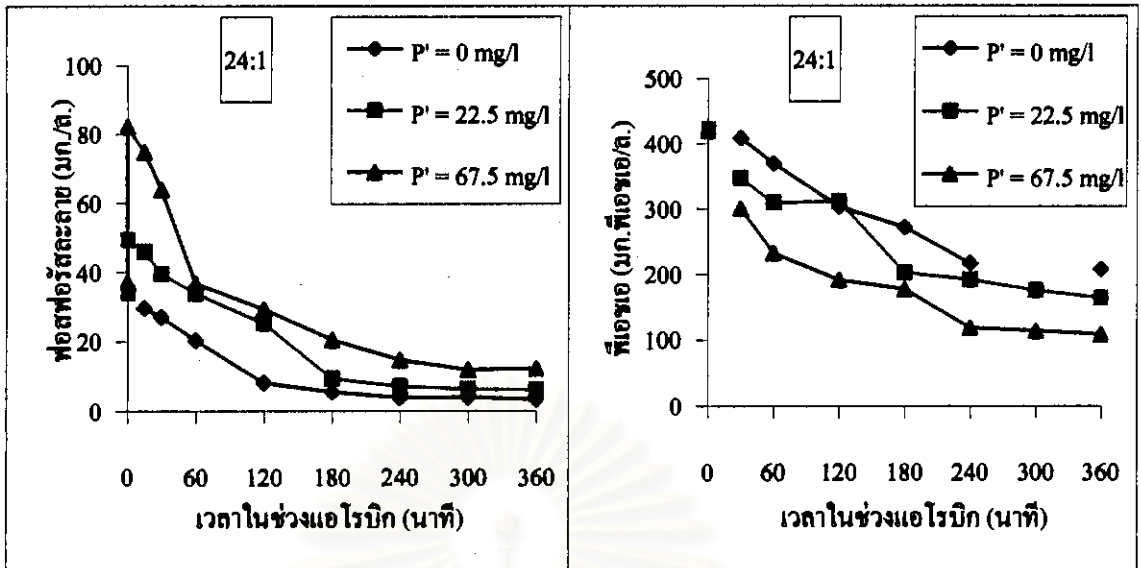 24:1
P' = 0 mg/l
P' = 22.5 mg/l
P' = 67.5 mg/l
ฟอสฟอรัสละลาย (มก./ล.)
100
80
60
40
20
0
0 60 120 180 240 300 360
เวลาในช่วงแอโรบิก (นาที)
24:1
P' = 0 mg/l
P' = 22.5 mg/l
P' = 67.5 mg/l
พีเอชเอ (มก.พีเอชเอ/ล.)
500
400
300
200
100
0
0 60 120 180 240 300 360
เวลาในช่วงแอโรบิก (นาที)